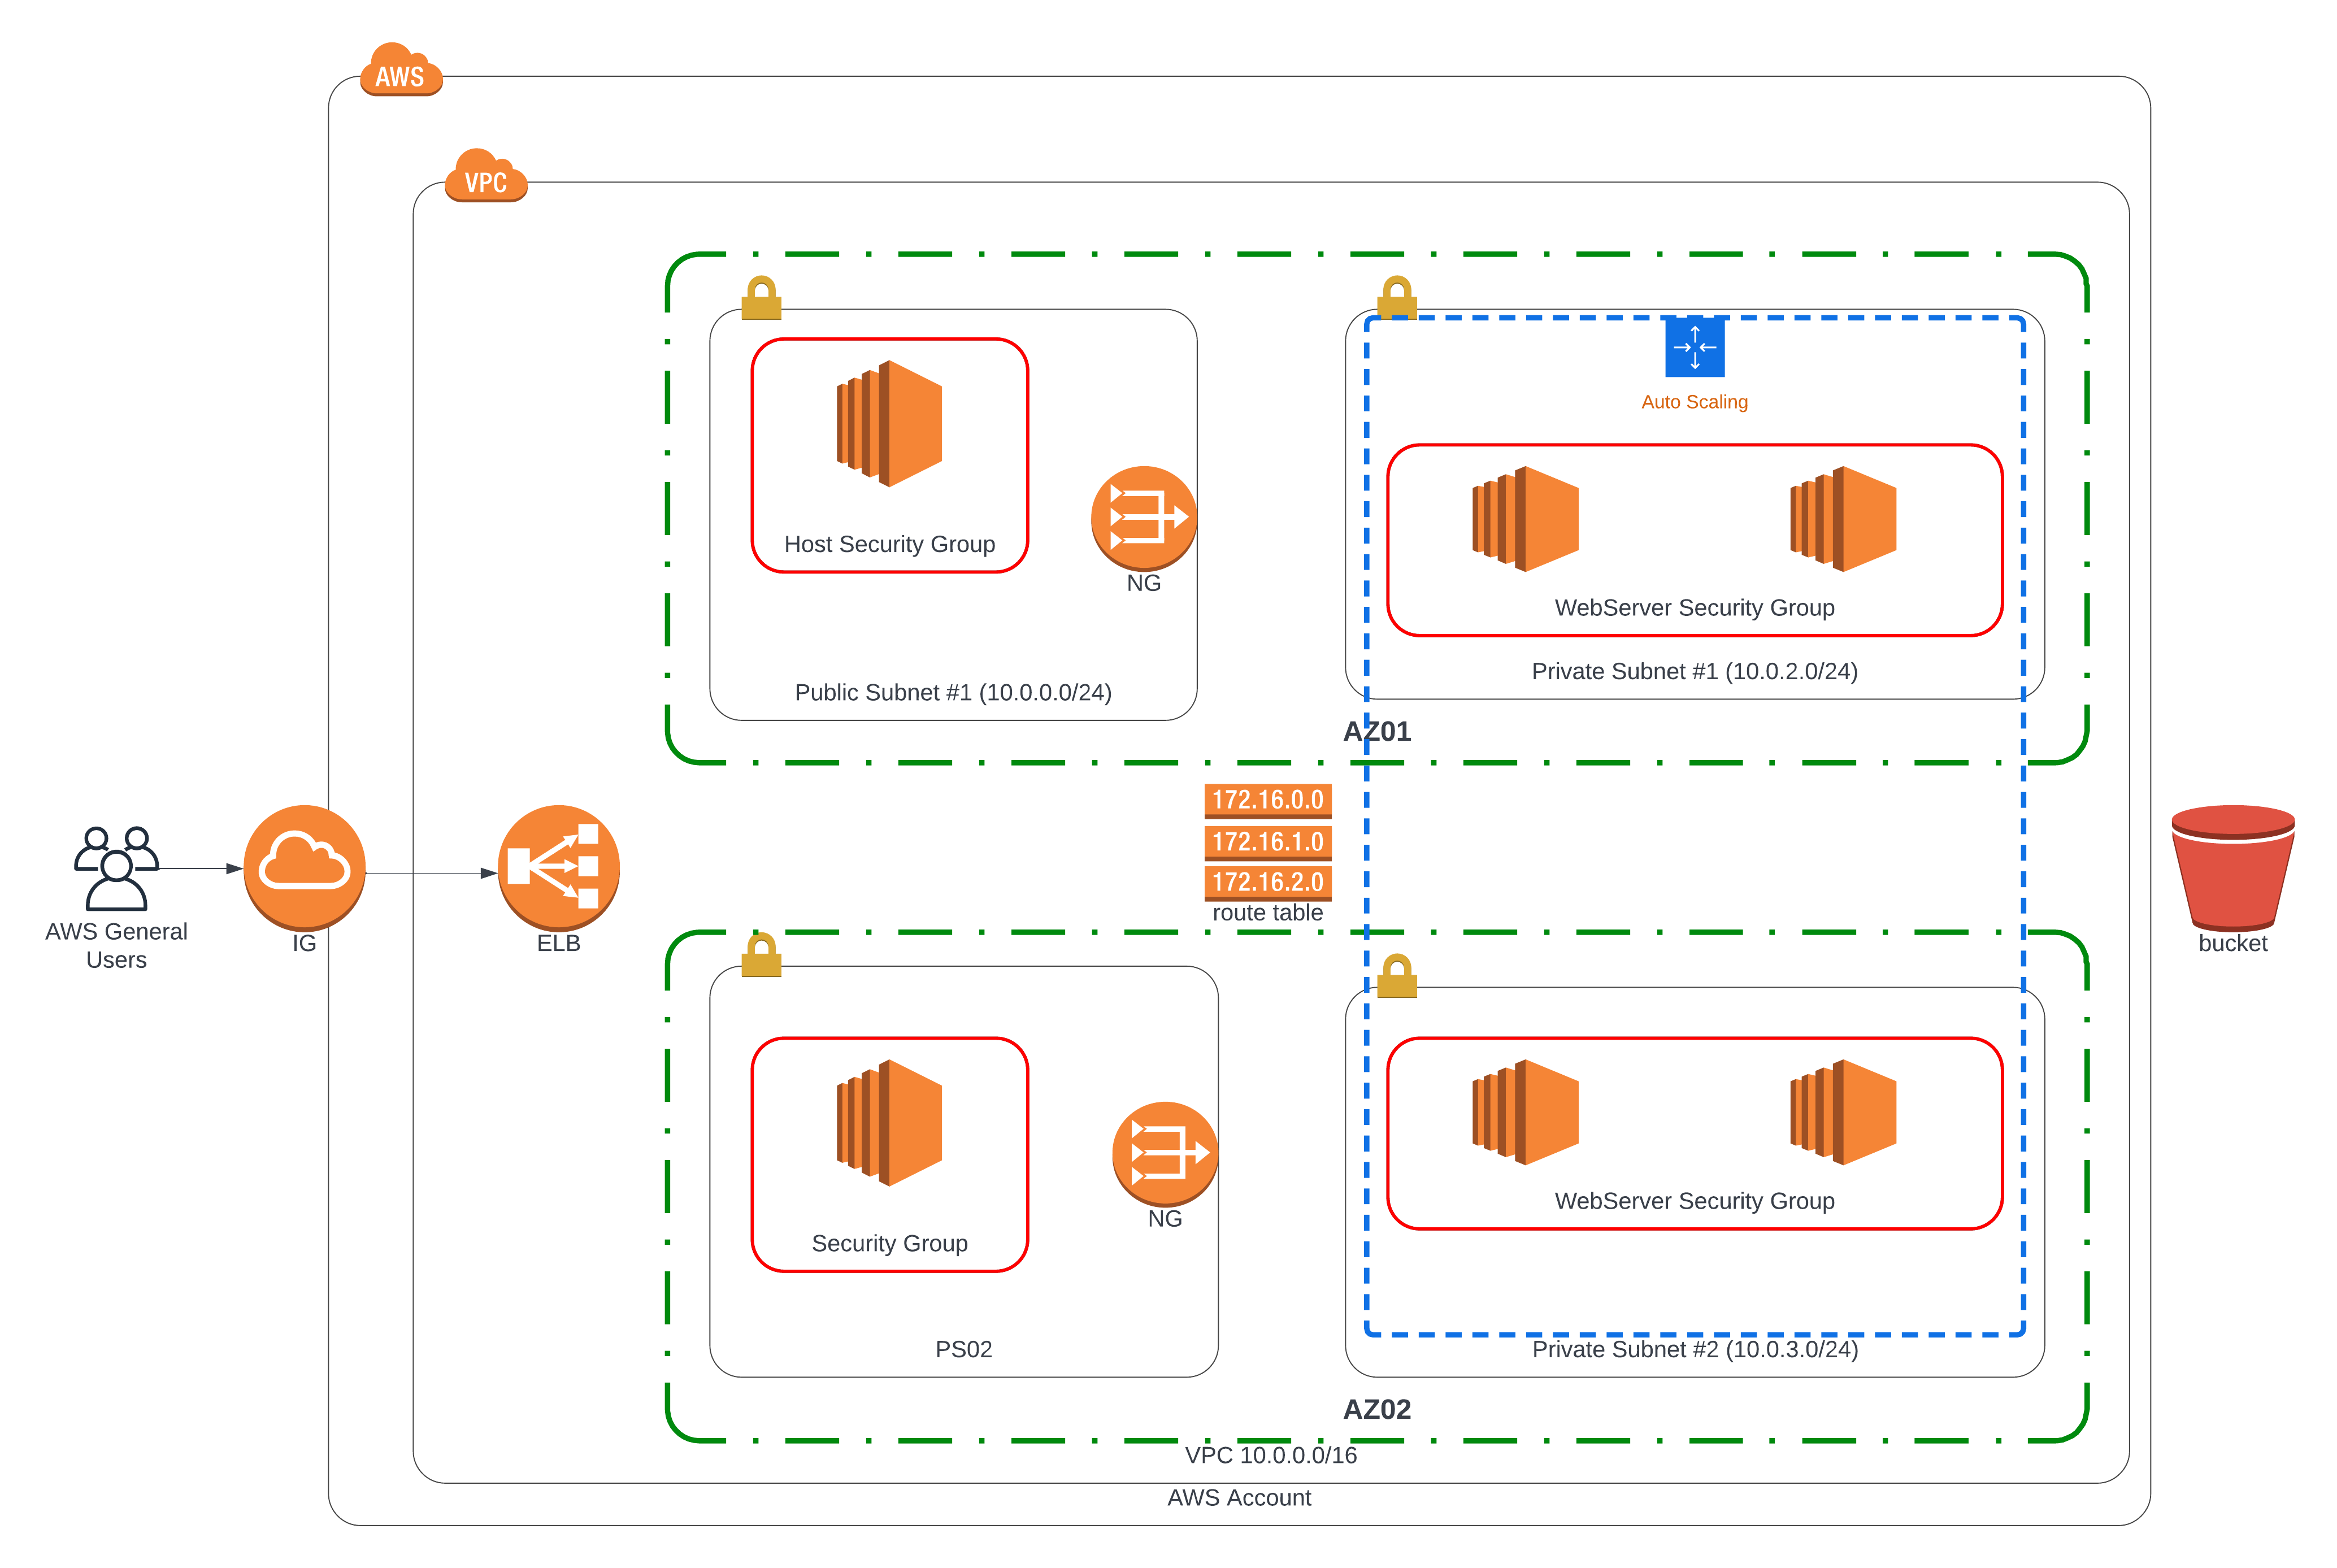 AWS
VPC
Host Security Group
NG
Public Subnet #1 (10.0.0.0/24)
Auto Scaling
WebServer Security Group
Private Subnet #1 (10.0.2.0/24)
AZ01
172.16.0.0
172.16.1.0
172.16.2.0
route table
AWS General
Users
IG
ELB
bucket
Security Group
NG
PS02
WebServer Security Group
Private Subnet #2 (10.0.3.0/24)
AZ02
VPC 10.0.0.0/16
AWS Account